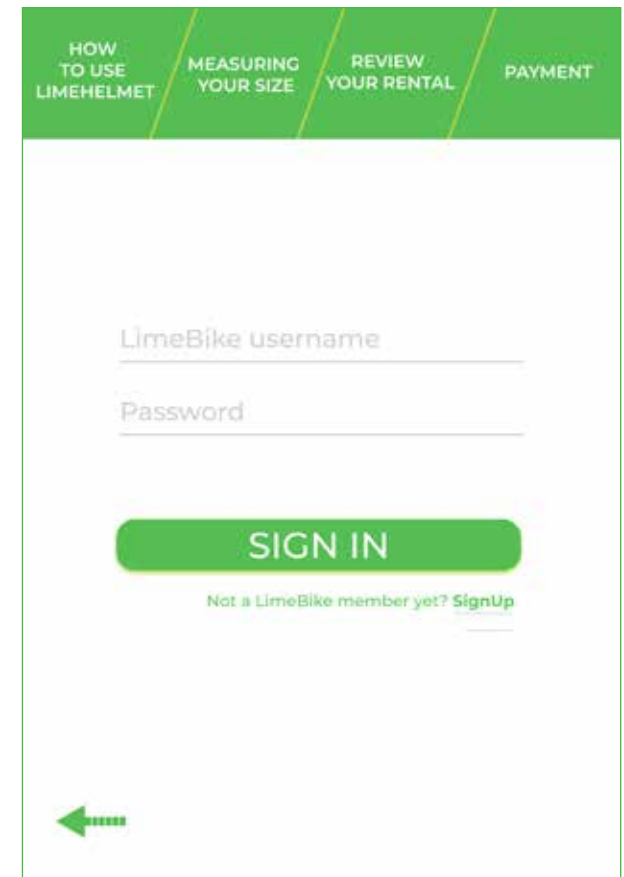 HOW
TO USE
LIMEHELMET
MEASURING
YOUR SIZE
REVIEW
YOUR RENTAL
PAYMENT
LimeBike username
Password
SIGN IN
Not a LimeBike member yet? SignUp